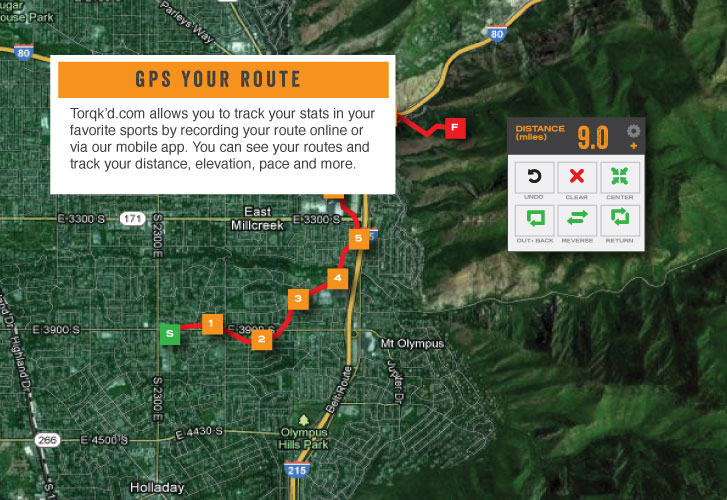 ugar
ouse Park
Parleys Way
80
80
GPS YOUR ROUTE
Torqk'd.com allows you to track your stats in your
favorite sports by recording your route online or
via our mobile app. You can see your routes and
track your distance, elevation, pace and more.
F
DISTANCE
(miles)
9.0
+
UNDO
CLEAR
CENTER
OUT + BACK
REVERSE
RETURN
E 3300 S
171
S 2300 E
East
Millcreek
E 3300 S
5
4
3
1
2
S
E 3900 S
E 3900 S
Mt Olympus
Jupiter Dr
Highland Dr
land Dr
S 2300 E
Belt Route
266
E 4500 S
E 4430 S
Olympus
Hills Park
215
Holladay